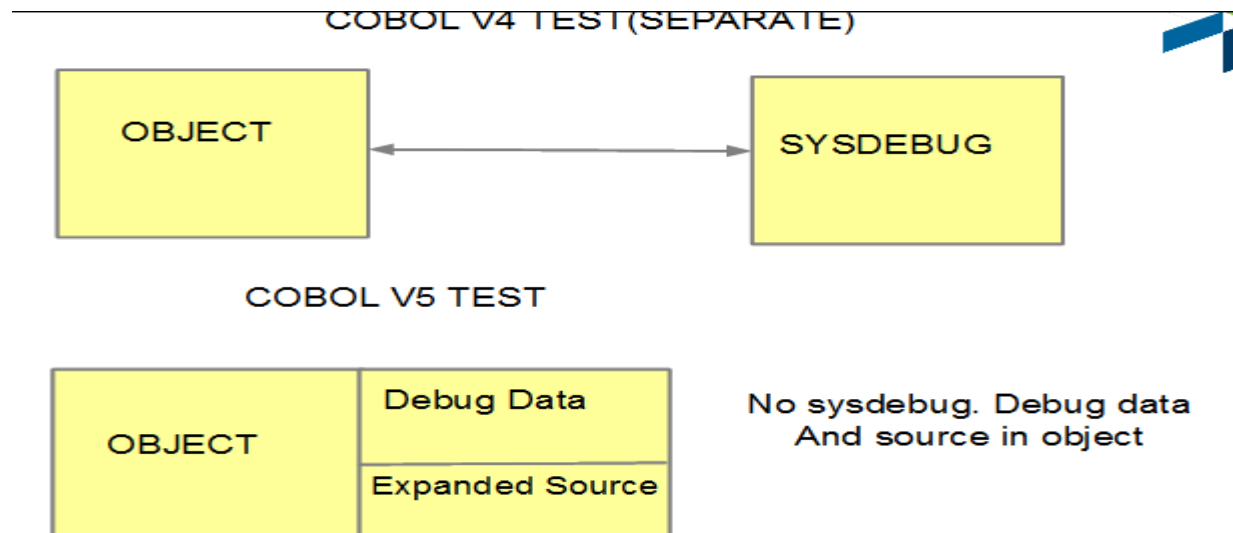 COBOL V4 TEST(SEPARATE)
OBJECT
SYSDEBUG
COBOL V5 TEST
OBJECT
Debug Data
Expanded Source
No sysdebug. Debug data
And source in object